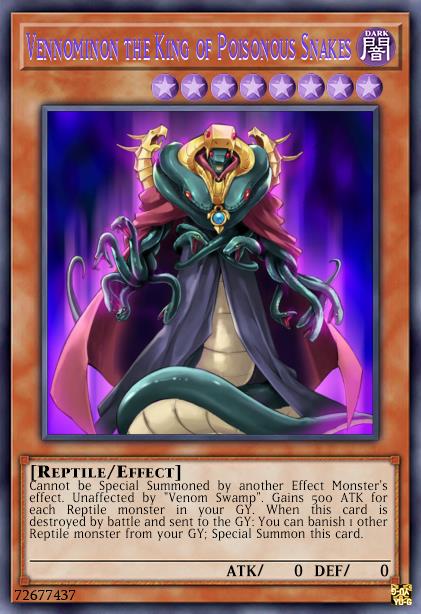 Vennominon the King of Poisonous Snakes
DARK
闇
[Reptile/Effect]
Cannot be Special Summoned by another Effect Monster's
effect. Unaffected by "Venom Swamp". Gains 500 ATK for
each Reptile monster in your GY. When this card is
destroyed by battle and sent to the GY: You can banish 1 other
Reptile monster from your GY; Special Summon this card.
ATK/ 0 DEF/ 0
72677437